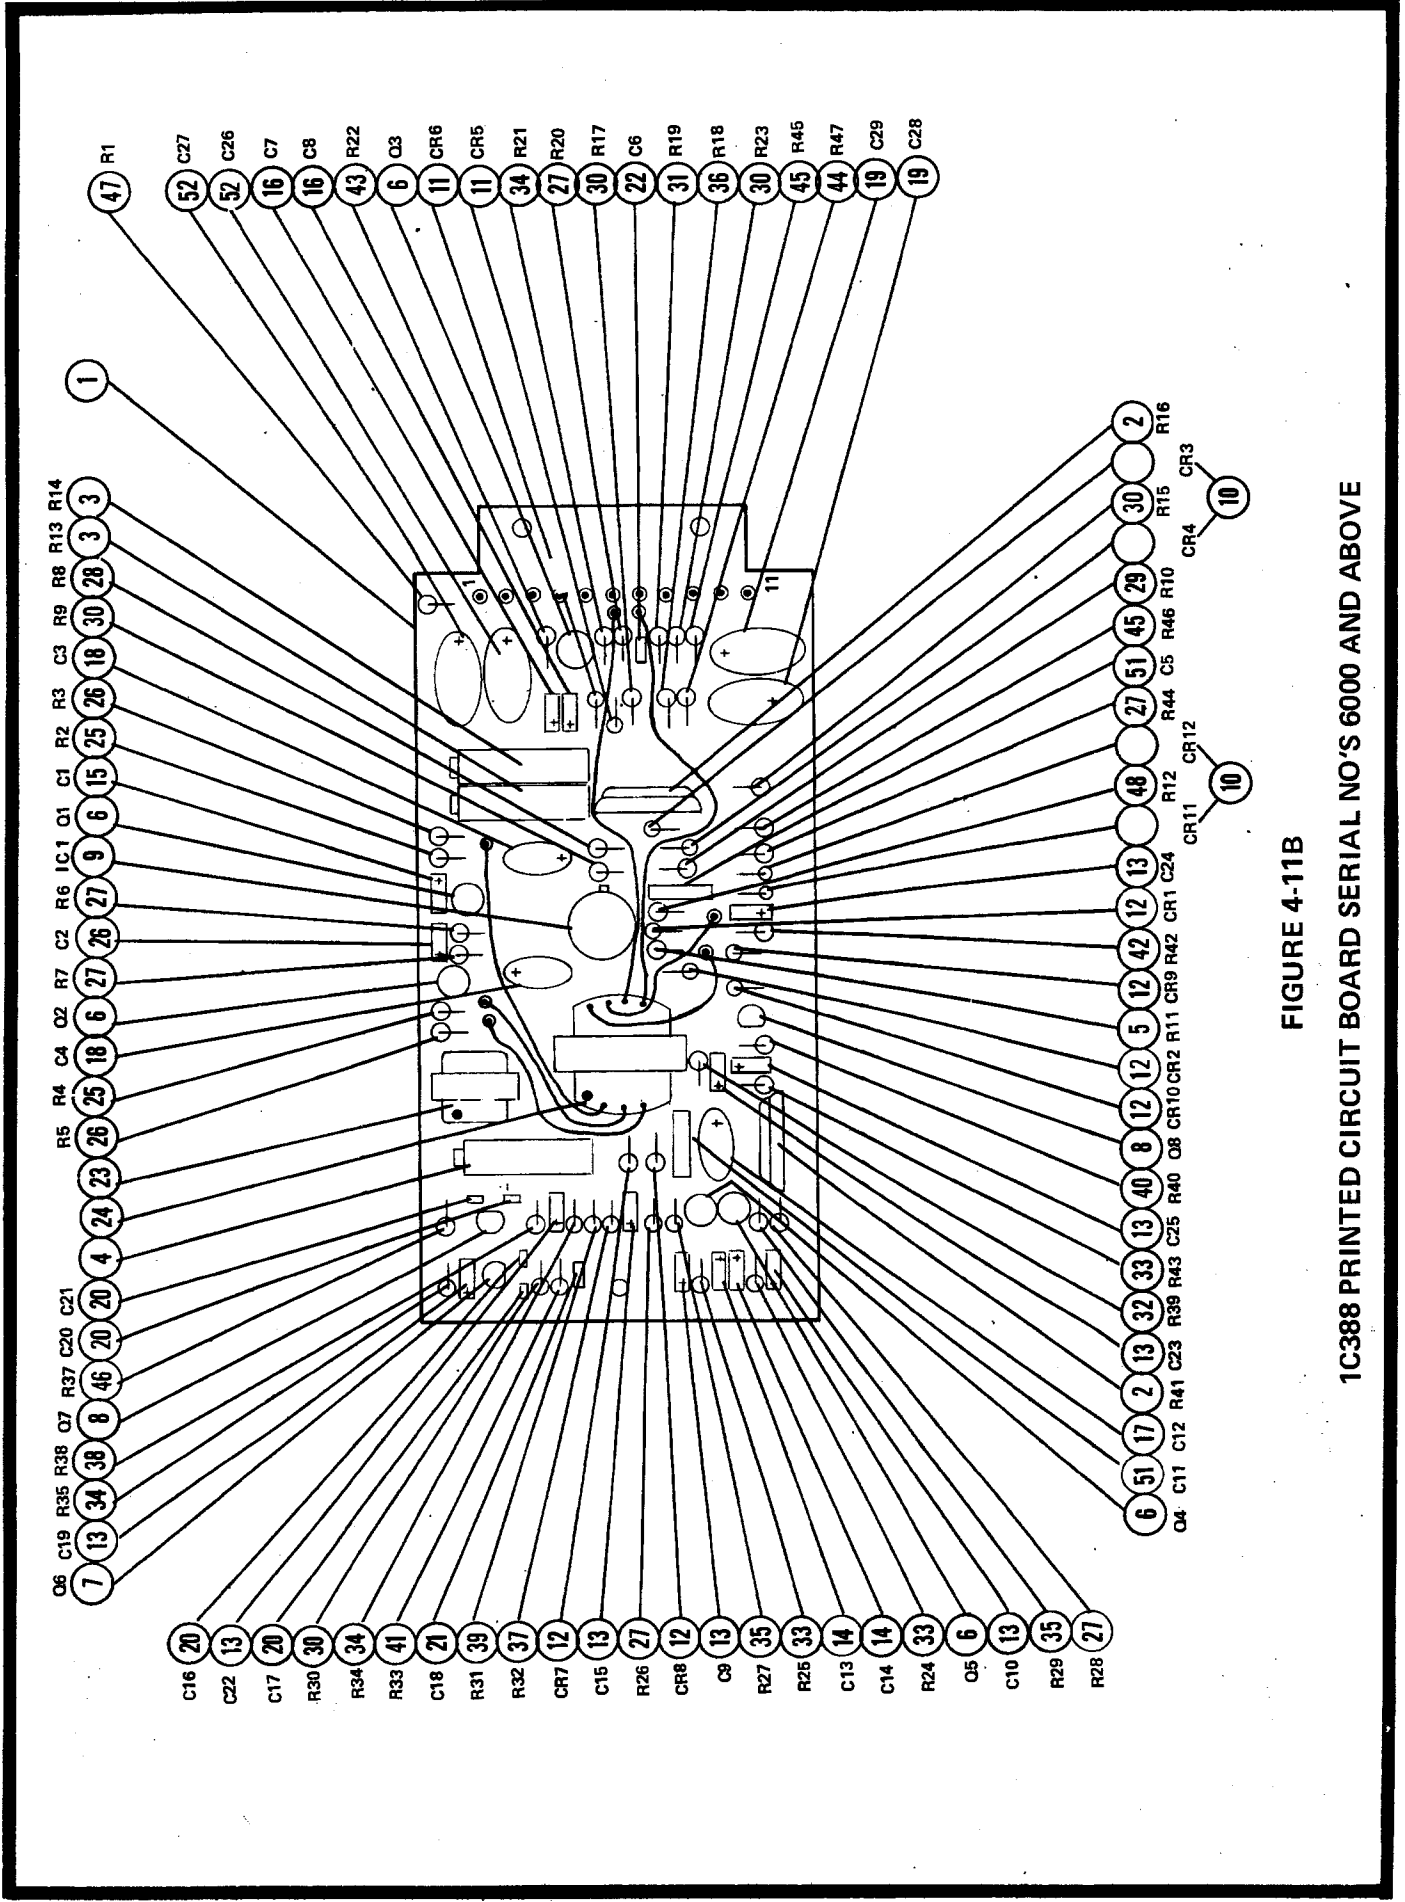 Q6 7
C19 13
R35 34
R38 38
Q7 8
R37 46
C20 20
C21 20
4
24
23
R5 26
R4 25
C4 18
Q2 6
R7 27
C2 26
R6 27
IC1 9
Q1 6
C1 15
R2 25
R3 26
C3 18
R9 30
R8 28
R13 3
R14 3
1
R1 47
C16 20
C22 13
C17 20
R30 30
R34 34
R33 41
C18 21
R31 39
R32 37
CR7 12
C15 13
R26 27
CR8 12
C9 13
R27 35
R25 33
C13 14
C14 14
R24 33
Q5 6
C10 13
R29 35
R28 27
1
11
52 C27
52 C26
16 C7
16 C8
43 R22
6 Q3
11 CR6
11 CR5
34 R21
27 R20
30 R17
22 C6
31 R19
36 R18
30 R23
45 R45
44 R47
19 C29
19 C28
6 Q4
51 C11
17 C12
2 R41
13 C23
32 R39
33 R43
13 C25
40 R40
8 Q8
12 CR10
12 CR2
5 R11
12 CR9
42 R42
12 CR1
13 C24
48 R12
27 R44
51 C5
45 R46
29 R10
30 R15
2 R16
CR11 CR12
10
CR4 CR3
10
FIGURE 4-11B
1C388 PRINTED CIRCUIT BOARD SERIAL NO'S 6000 AND ABOVE